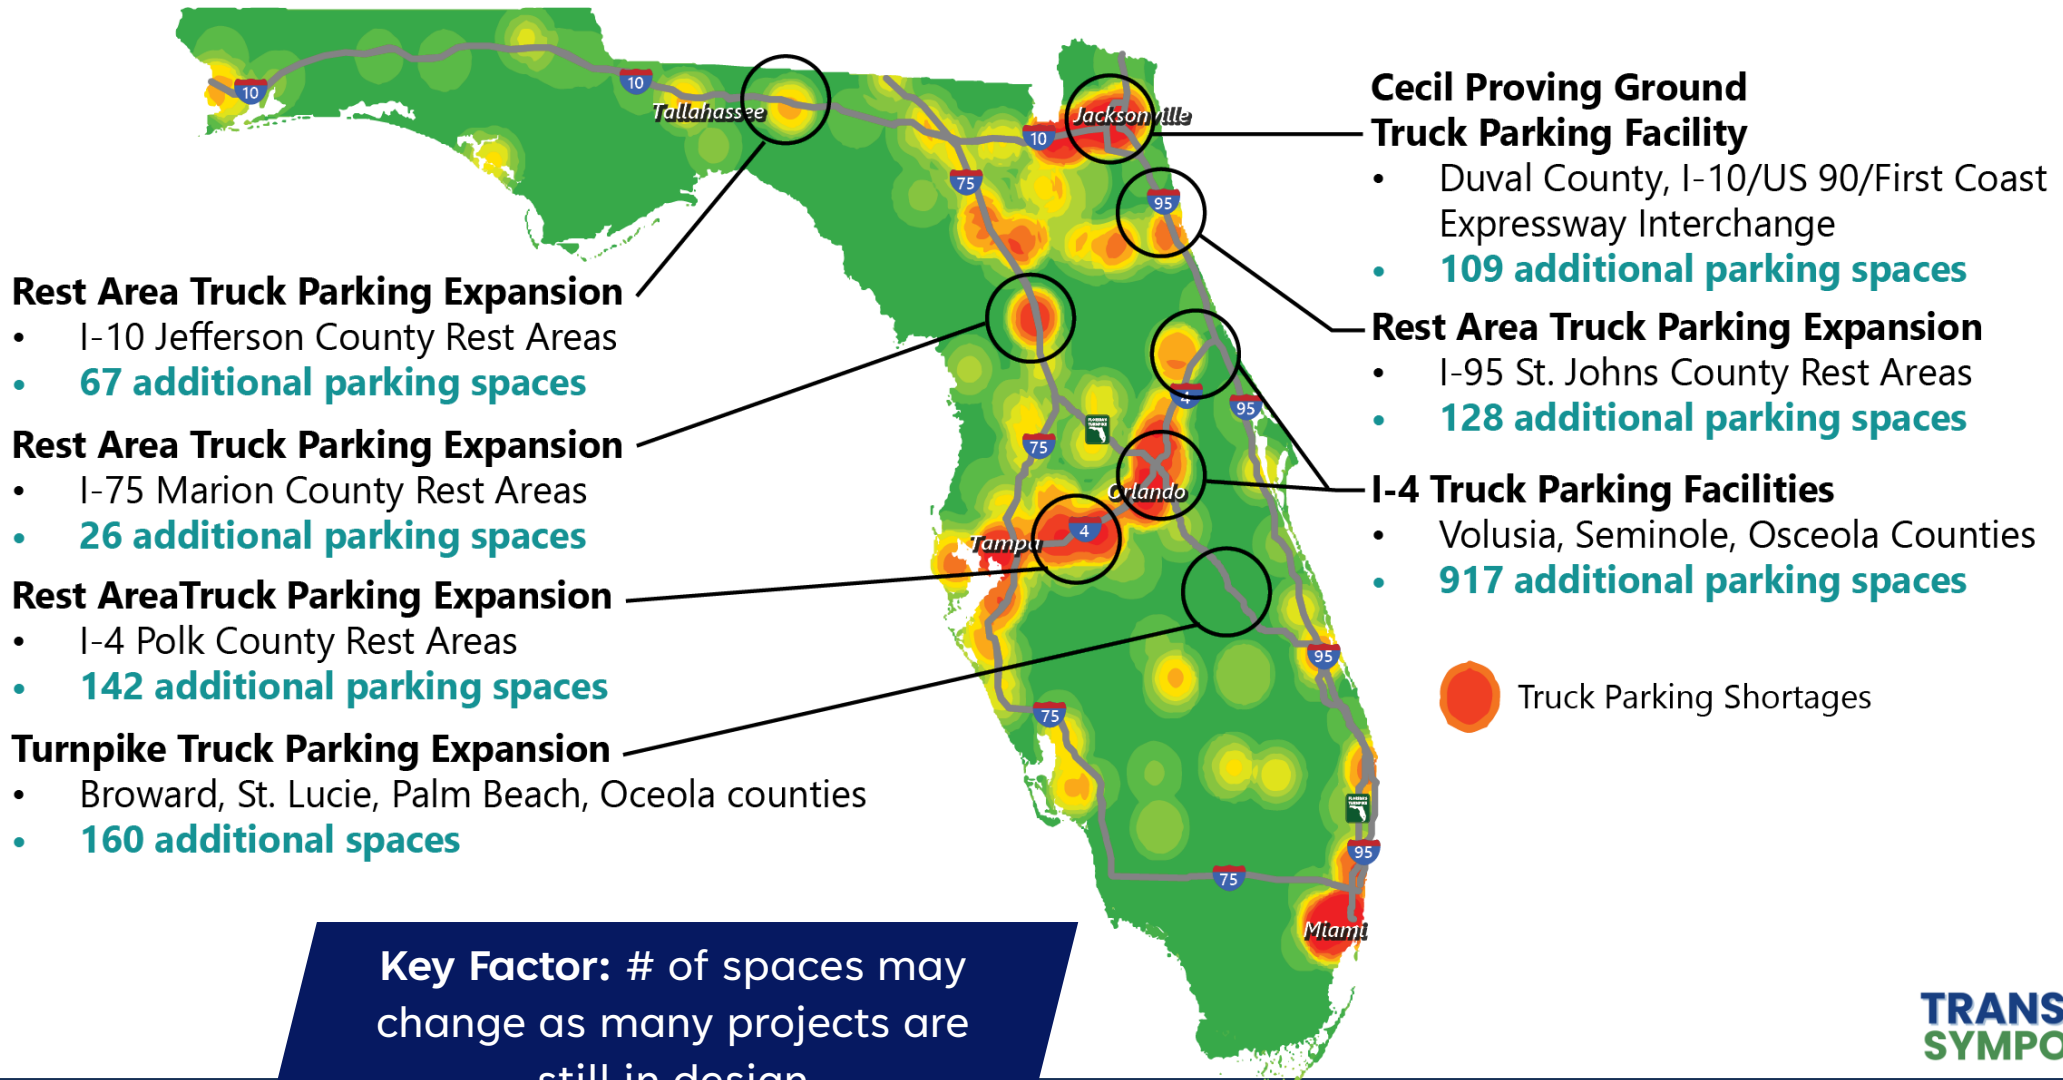 10
10
Tallahassee
Jacksonville
10
75
95
Cecil Proving Ground
Truck Parking Facility
• Duval County, I-10/US 90/First Coast
Expressway Interchange
• 109 additional parking spaces
Rest Area Truck Parking Expansion
• I-10 Jefferson County Rest Areas
• 67 additional parking spaces
Rest Area Truck Parking Expansion
• I-95 St. Johns County Rest Areas
• 128 additional parking spaces
Rest Area Truck Parking Expansion
• I-75 Marion County Rest Areas
• 26 additional parking spaces
4
95
75
Orlando
I-4 Truck Parking Facilities
• Volusia, Seminole, Osceola Counties
• 917 additional parking spaces
4
Tampa
Rest AreaTruck Parking Expansion
• I-4 Polk County Rest Areas
• 142 additional parking spaces
95
75
Truck Parking Shortages
Turnpike Truck Parking Expansion
• Broward, St. Lucie, Palm Beach, Oceola counties
• 160 additional spaces
95
75
Miami
Key Factor: # of spaces may
change as many projects are
still in design
TRANS
SYMPO